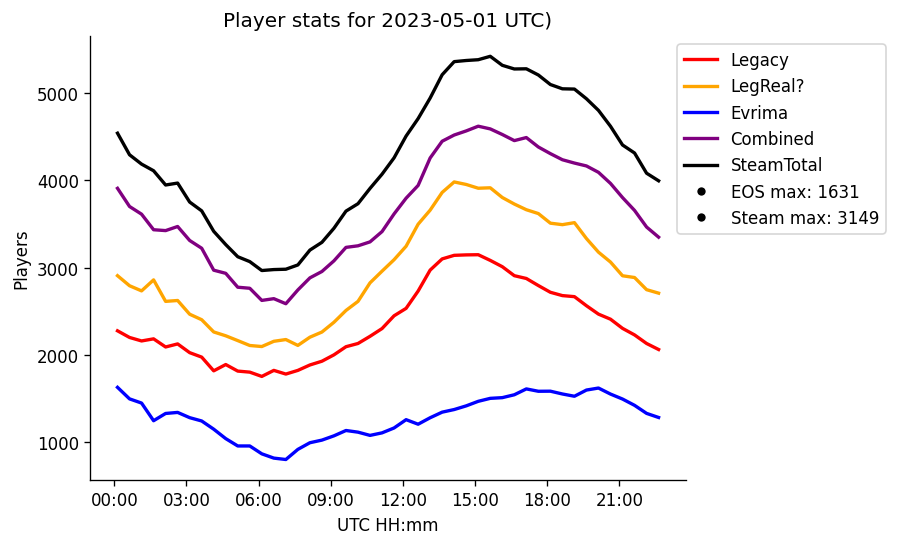 Player stats for 2023-05-01 UTC)
Legacy
LegReal?
Evrima
Combined
SteamTotal
EOS max: 1631
Steam max: 3149
5000
4000
3000
2000
1000
Players
00:00 03:00 06:00 09:00 12:00 15:00 18:00 21:00
UTC HH:mm